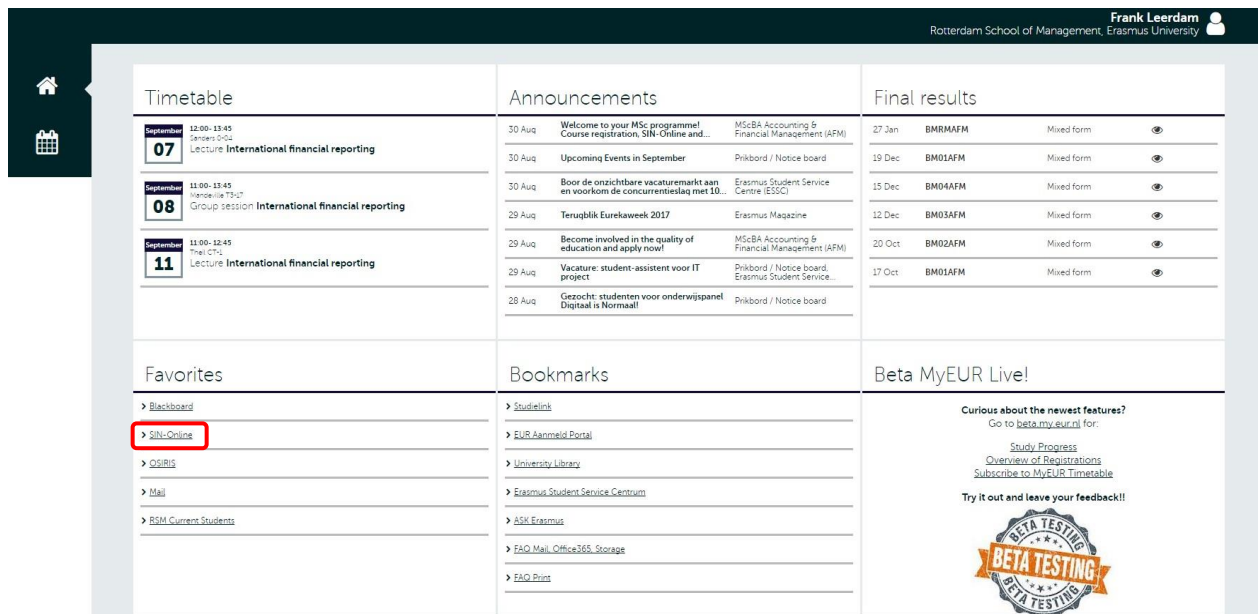 Frank Leerdam
Rotterdam School of Management, Erasmus University
Timetable
September
07
12:00- 13:45
Sanders 0-04
Lecture International financial reporting
September
08
11:00- 13:45
Mandeville T3-17
Group session International financial reporting
September
11
11:00- 12:45
Theil CT-1
Lecture International financial reporting
Announcements
30 Aug Welcome to your MSc programme! MScBA Accounting &
Course registration, SIN-Online and... Financial Management (AFM)
30 Aug Upcoming Events in September Prikbord / Notice board
30 Aug Boor de onzichtbare vacaturemarkt aan Erasmus Student Service
en voorkom de concurrentieslag met 10... Centre (ESSC)
29 Aug Terugblik Eurekaweek 2017 Erasmus Magazine
29 Aug Become involved in the quality of MScBA Accounting &
education and apply now! Financial Management (AFM)
29 Aug Vacature: student-assistent voor IT Prikbord / Notice board,
project Erasmus Student Service...
28 Aug Gezocht: studenten voor onderwijspanel Prikbord / Notice board
Digitaal is Normaal!
Final results
27 Jan BMRMAFM Mixed form
19 Dec BM01AFM Mixed form
15 Dec BM04AFM Mixed form
12 Dec BM03AFM Mixed form
20 Oct BM02AFM Mixed form
17 Oct BM01AFM Mixed form
Favorites
> Blackboard
> SIN-Online
> OSIRIS
> Mail
> RSM Current Students
Bookmarks
> Studielink
> EUR Aanmeld Portal
> University Library
> Erasmus Student Service Centrum
> ASK Erasmus
> FAQ Mail, Office365, Storage
> FAQ Print
Beta MyEUR Live!
Curious about the newest features?
Go to beta.my.eur.nl for:
Study Progress
Overview of Registrations
Subscribe to MyEUR Timetable
Try it out and leave your feedback!!
BETA TESTING
BETA TESTING
BETA TESTING